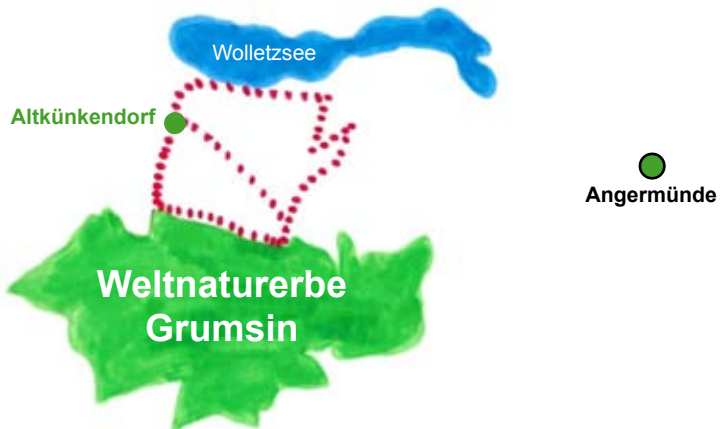 Wolletzsee
Altkünkendorf
Angermünde
Weltnaturerbe
Grumsin